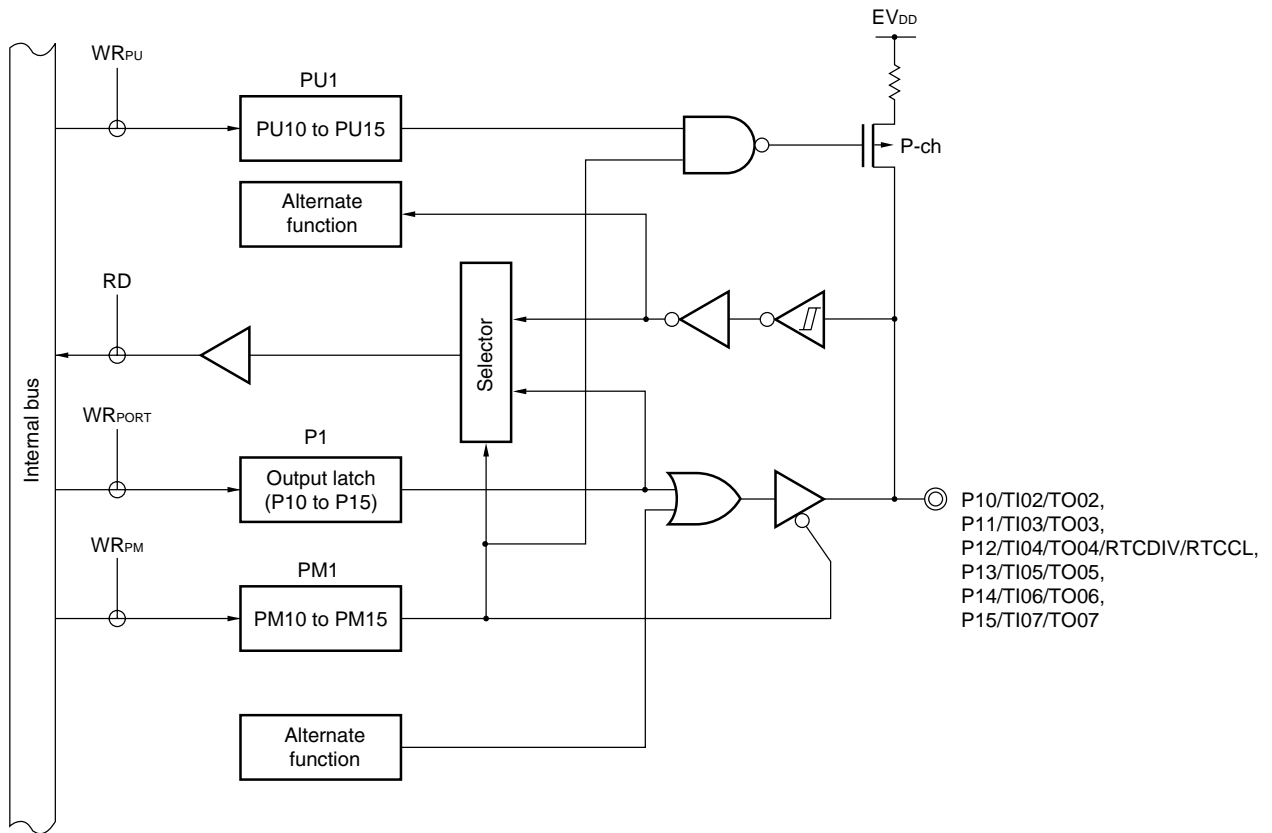 EVDD
WRPU
PU1
PU10 to PU15
P-ch
Alternate
function
RD
Selector
Internal bus
WRPORT
P1
Output latch
(P10 to P15)
P10/TI02/TO02,
P11/TI03/TO03,
P12/TI04/TO04/RTCDIV/RTCCL,
P13/TI05/TO05,
P14/TI06/TO06,
P15/TI07/TO07
WRPM
PM1
PM10 to PM15
Alternate
function